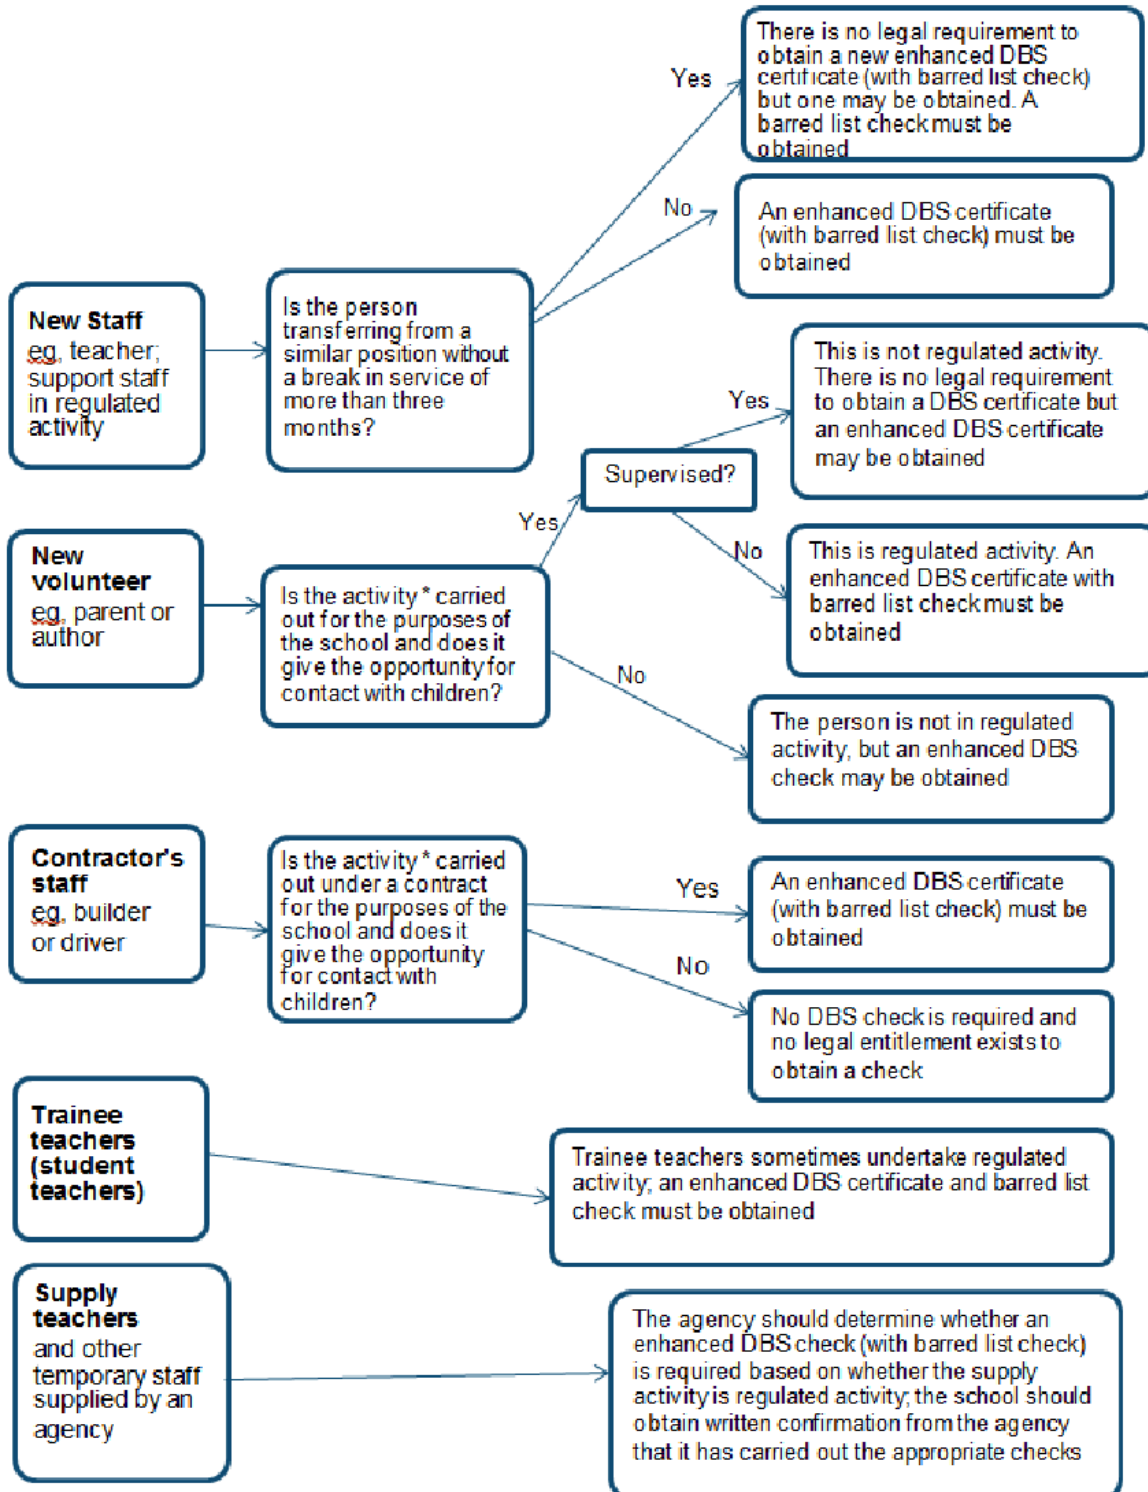 There is no legal requirement to
obtain a new enhanced DBS
certificate (with barred list check)
but one may be obtained. A
barred list check must be
obtained
Yes
No
An enhanced DBS certificate
(with barred list check) must be
obtained
New Staff
eg, teacher;
support staff
in regulated
activity
Is the person
transferring from a
similar position without
a break in service of
more than three
months?
This is not regulated activity.
There is no legal requirement
to obtain a DBS certificate but
an enhanced DBS certificate
may be obtained
Yes
Supervised?
Yes
No
This is regulated activity. An
enhanced DBS certificate with
barred list check must be
obtained
New
volunteer
eg, parent or
author
Is the activity * carried
out for the purposes of
the school and does it
give the opportunity for
contact with children?
No
The person is not in regulated
activity, but an enhanced DBS
check may be obtained
Contractor's
staff
eg, builder
or driver
Is the activity * carried
out under a contract
for the purposes of the
school and does it
give the opportunity
for contact with
children?
Yes
An enhanced DBS certificate
(with barred list check) must be
obtained
No
No DBS check is required and
no legal entitlement exists to
obtain a check
Trainee
teachers
(student
teachers)
Trainee teachers sometimes undertake regulated
activity; an enhanced DBS certificate and barred list
check must be obtained
Supply
teachers
and other
temporary staff
supplied by an
agency
The agency should determine whether an
enhanced DBS check (with barred list check)
is required based on whether the supply
activity is regulated activity; the school should
obtain written confirmation from the agency
that it has carried out the appropriate checks